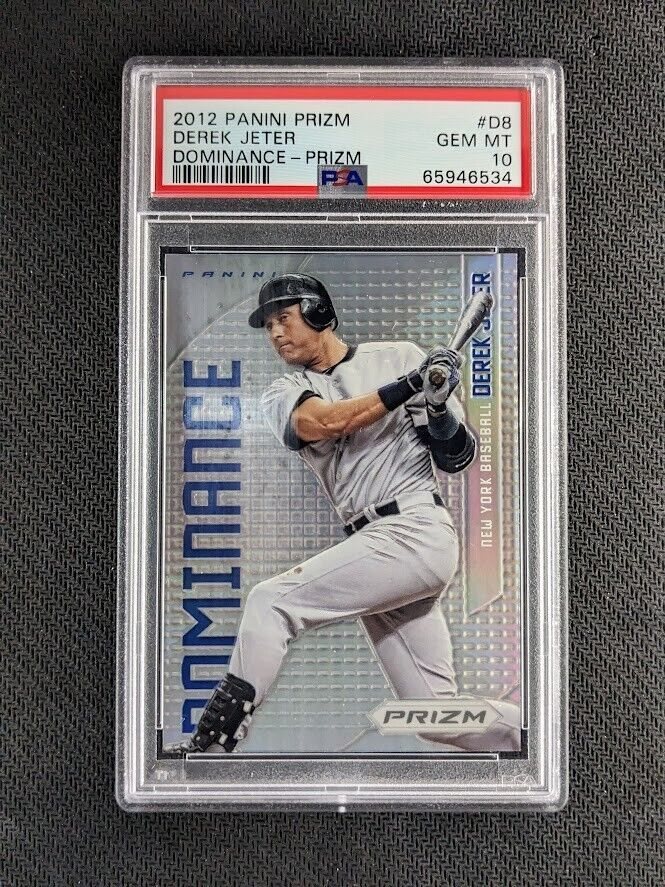 2012 PANINI PRIZM #D8
DEREK JETER GEM MT
DOMINANCE - PRIZM 10
PSA 65946534
PANINI
DOMINANCE
NEW YORK BASEBALL DEREK JETER
PRIZM